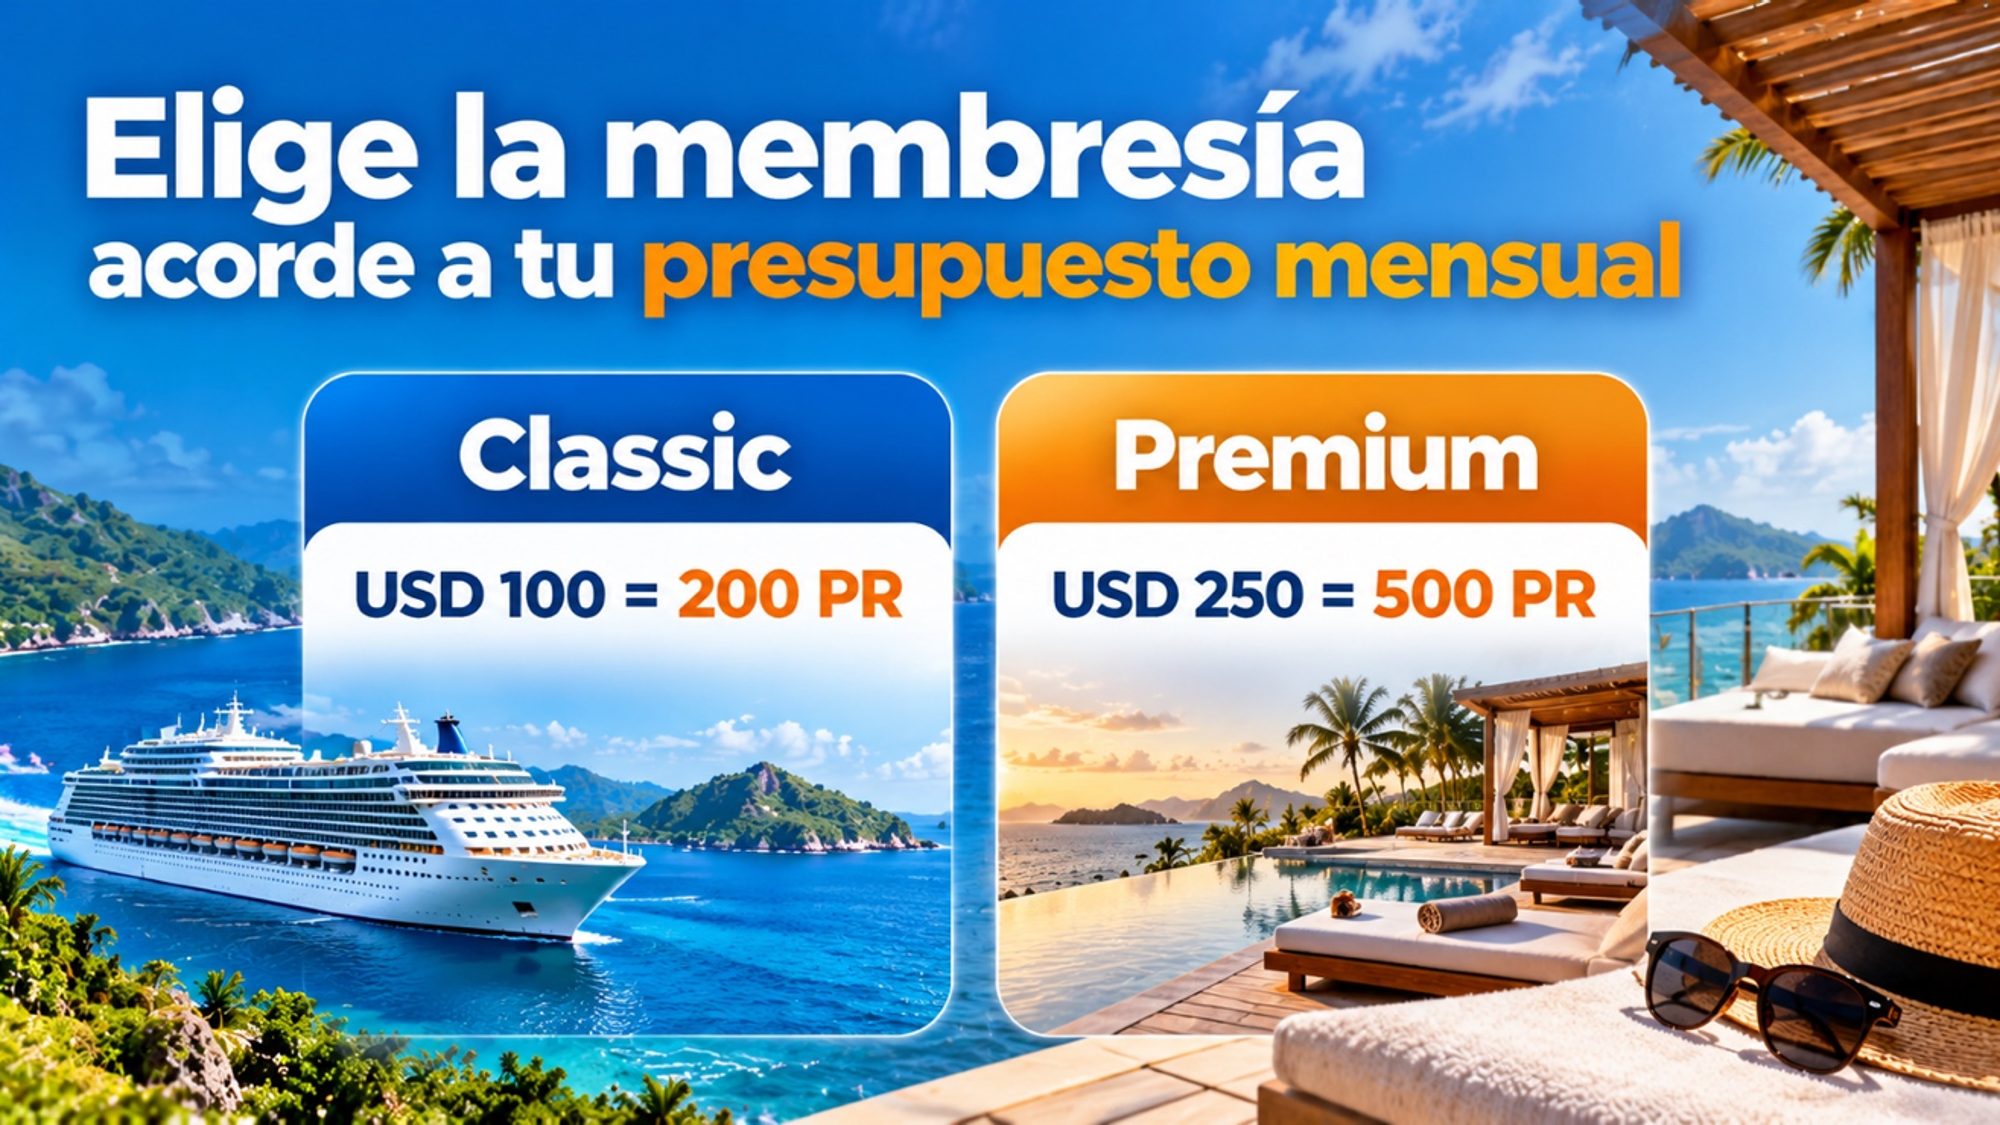 Elige la membresía
acorde a tu presupuesto mensual
Classic
USD 100 = 200 PR
Premium
USD 250 = 500 PR